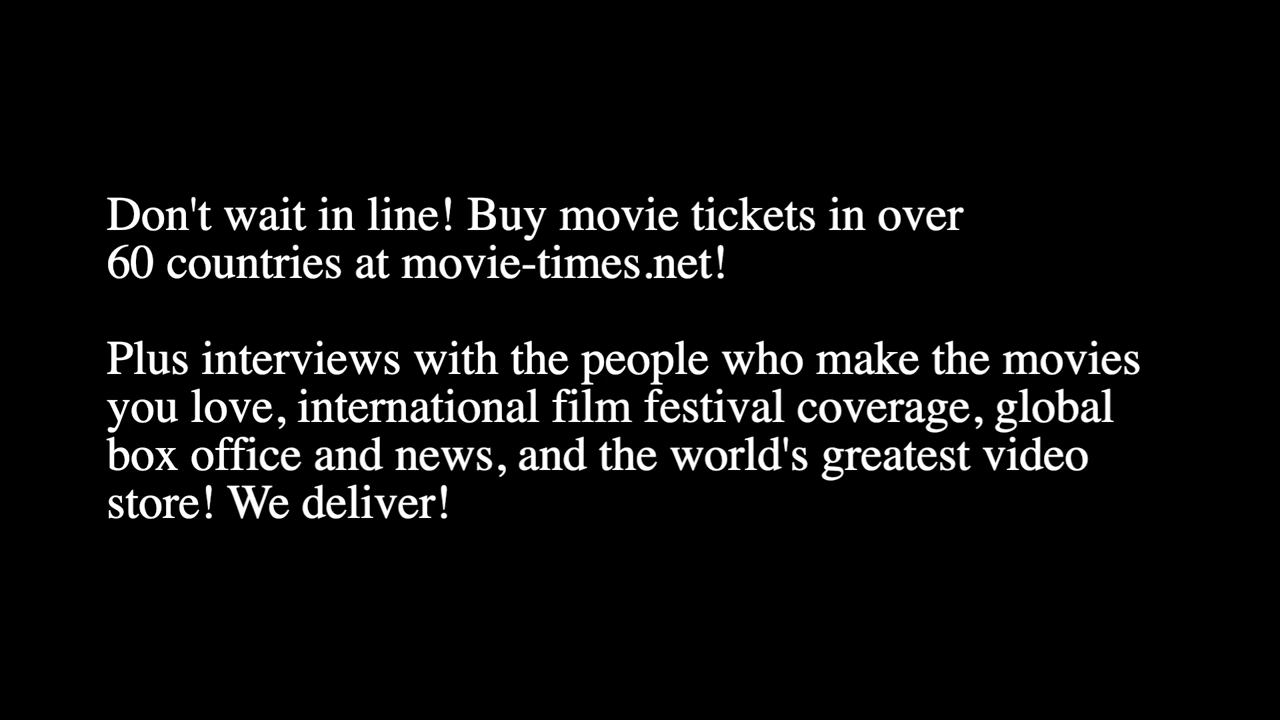 Don't wait in line! Buy movie tickets in over
60 countries at movie-times.net!
Plus interviews with the people who make the movies
you love, international film festival coverage, global
box office and news, and the world's greatest video
store! We deliver!